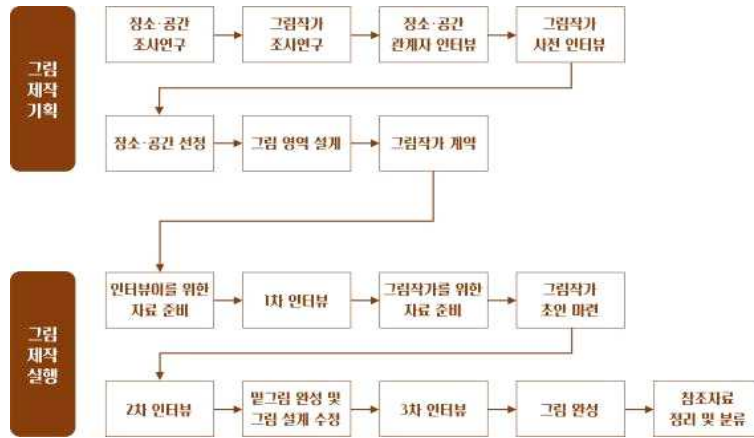 그림
제작
기획
장소·공간
조사연구
그림작가
조사연구
장소·공간
관계자 인터뷰
그림작가
사전 인터뷰
장소·공간 선정
그림 영역 설계
그림작가 계약
그림
제작
실행
인터뷰이를 위한
자료 준비
1차 인터뷰
그림작가를 위한
자료 준비
그림작가
초안 마련
2차 인터뷰
밑그림 완성 및
그림 설계 수정
3차 인터뷰
그림 완성
참조자료
정리 및 분류